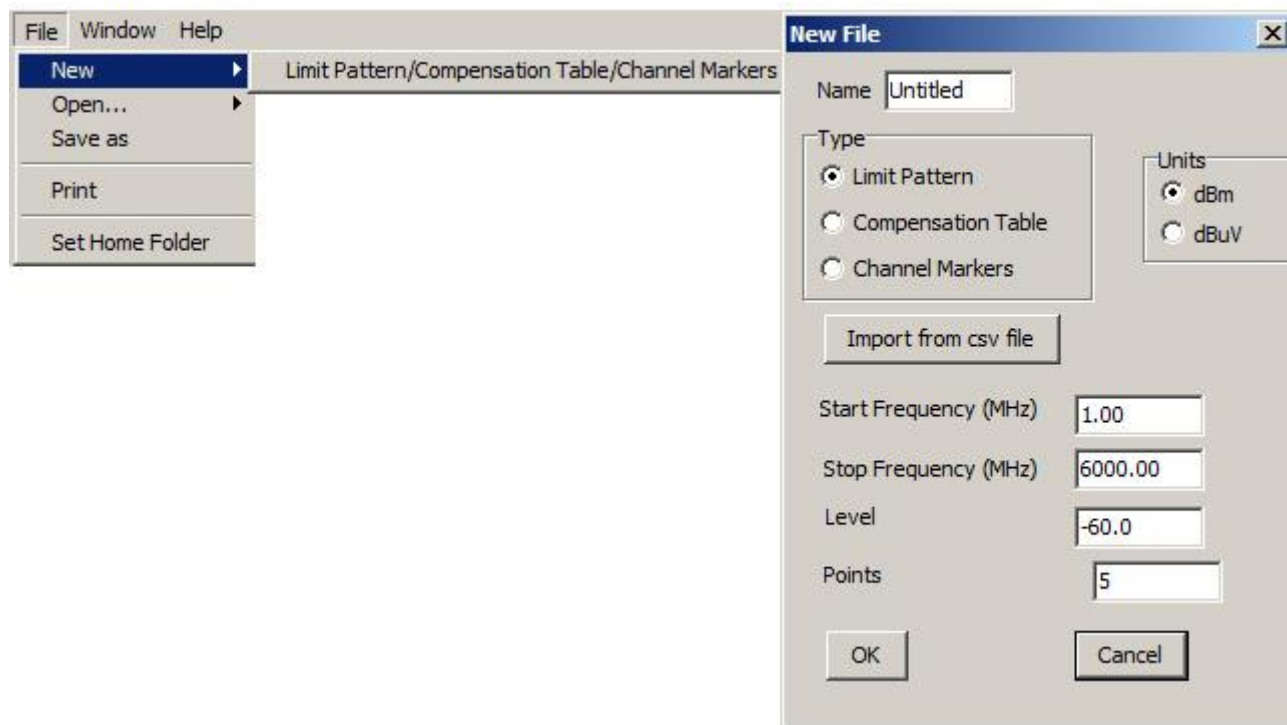 File Window Help
New
Limit Pattern/Compensation Table/Channel Markers
Open...
Save as
Print
Set Home Folder
New File
Name Untitled
Type
Limit Pattern
Compensation Table
Channel Markers
Units
dBm
dBuV
Import from csv file
Start Frequency (MHz) 1.00
Stop Frequency (MHz) 6000.00
Level -60.0
Points 5
OK Cancel